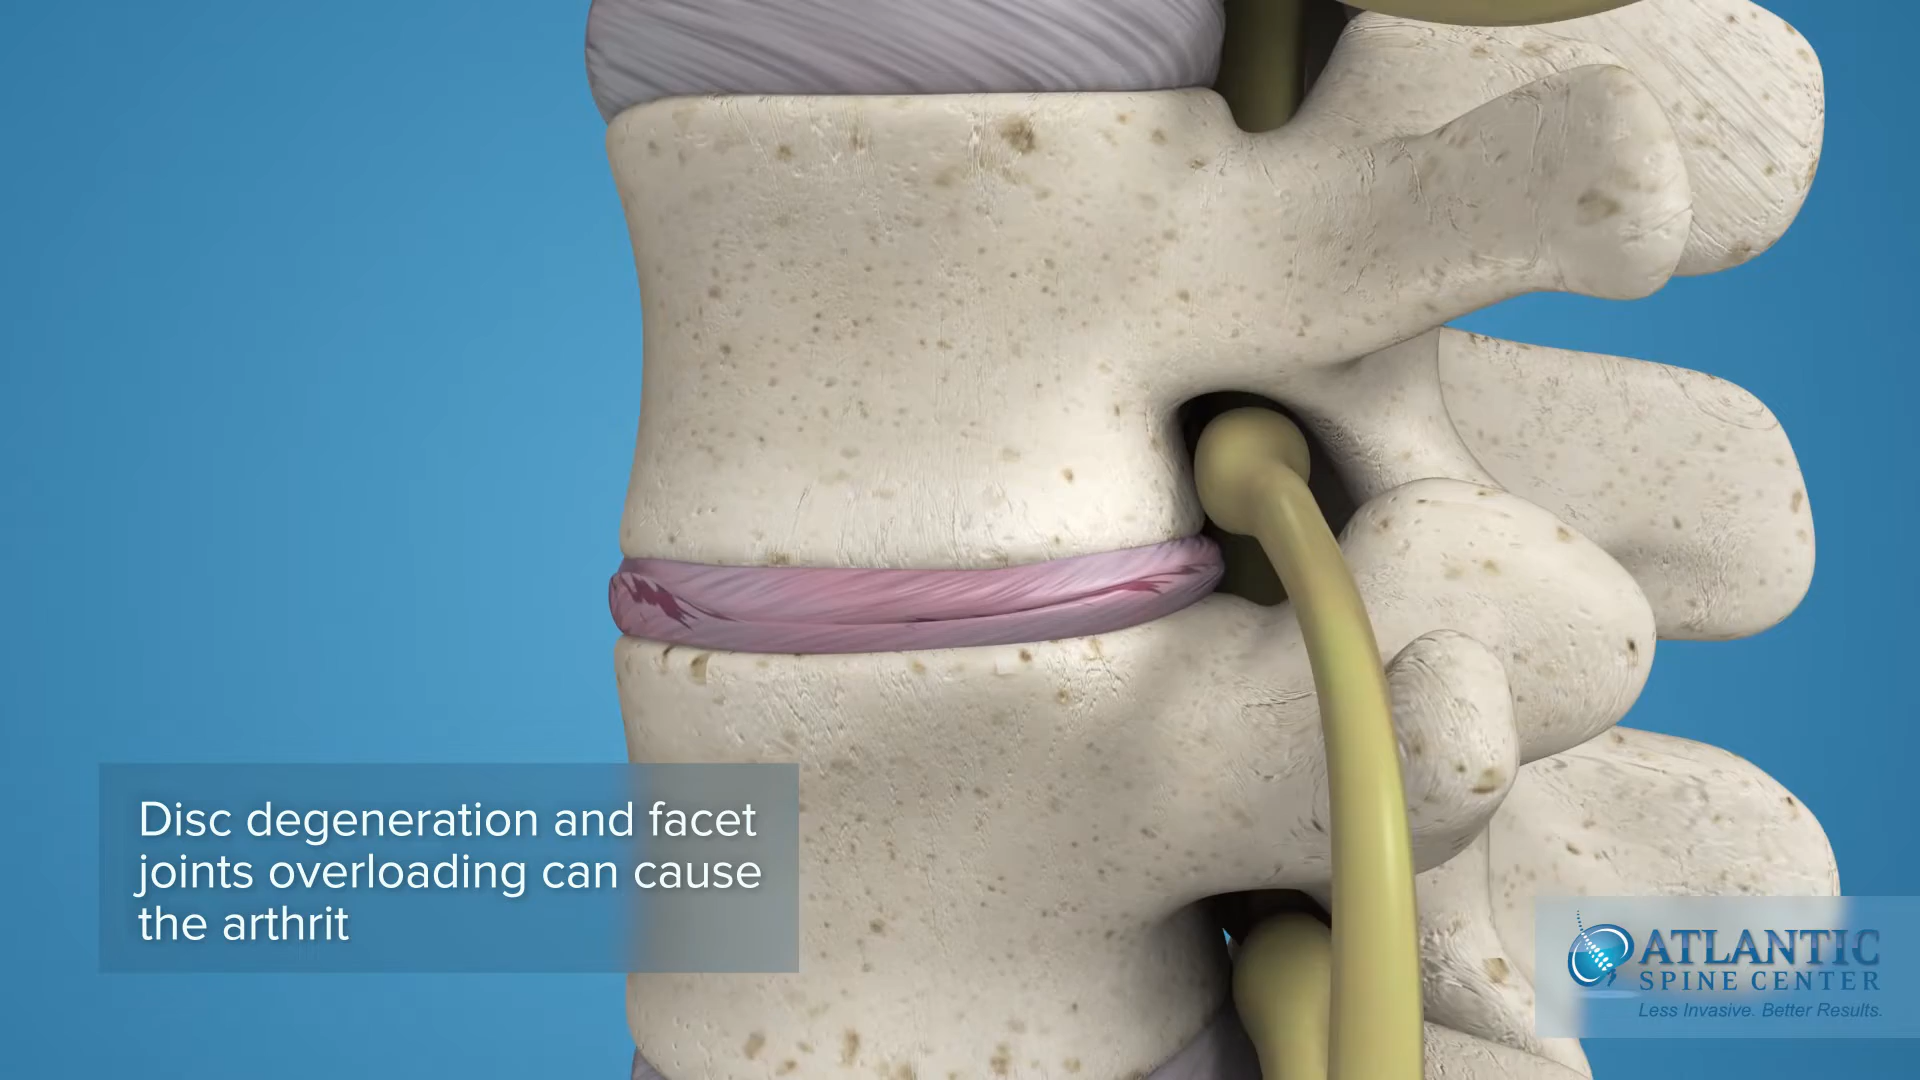 Disc degeneration and facet
joints overloading can cause
the arthrit
ATLANTIC
SPINE CENTER
Less Invasive. Better Results.